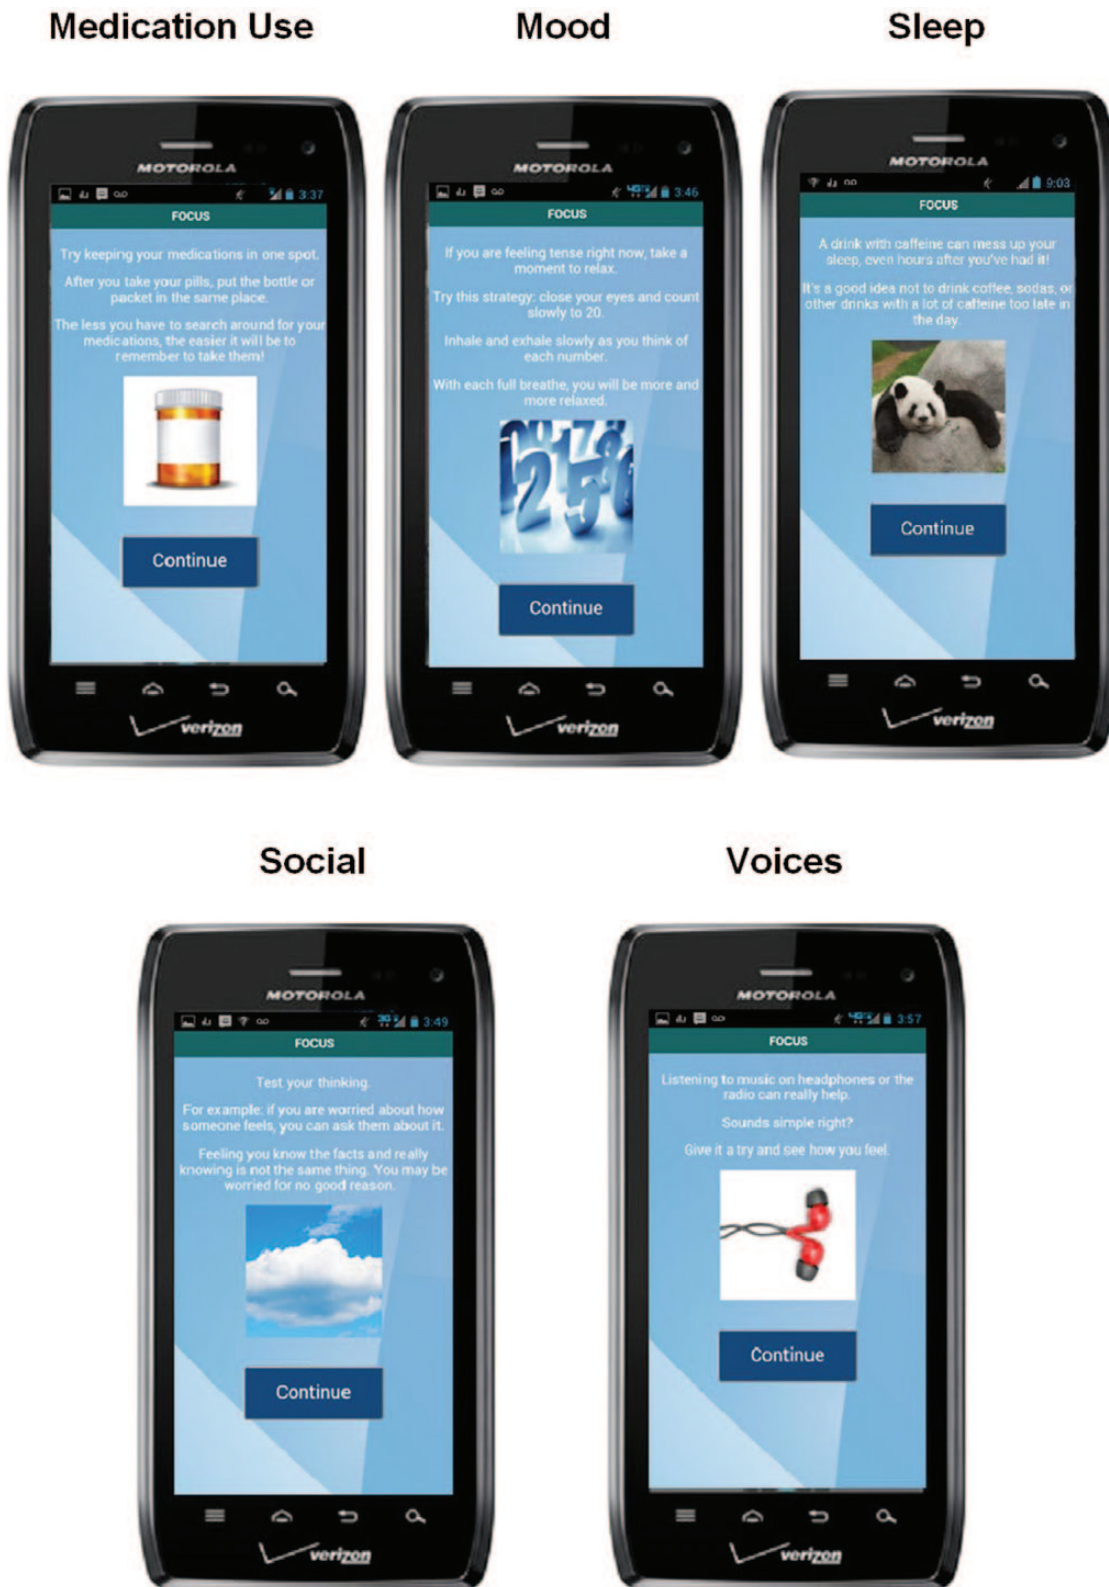 Medication Use
Mood
Sleep
MOTOROLA
3:37
FOCUS
Try keeping your medications in one spot.
After you take your pills, put the bottle or
packet in the same place.
The less you have to search around for your
medications, the easier it will be to
remember to take them!
Continue
verizon
MOTOROLA
4G
3:46
FOCUS
If you are feeling tense right now, take a
moment to relax.
Try this strategy: close your eyes and count
slowly to 20.
Inhale and exhale slowly as you think of
each number.
With each full breathe, you will be more and
more relaxed.
2 5
Continue
verizon
MOTOROLA
9:03
FOCUS
A drink with caffeine can mess up your
sleep, even hours after you've had it!
It's a good idea not to drink coffee, sodas, or
other drinks with a lot of caffeine too late in
the day.
Continue
verizon
Social
Voices
MOTOROLA
3G
3:49
FOCUS
Test your thinking.
For example: if you are worried about how
someone feels, you can ask them about it.
Feeling you know the facts and really
knowing is not the same thing. You may be
worried for no good reason.
Continue
verizon
MOTOROLA
4G
3:57
FOCUS
Listening to music on headphones or the
radio can really help.
Sounds simple right?
Give it a try and see how you feel.
Continue
verizon